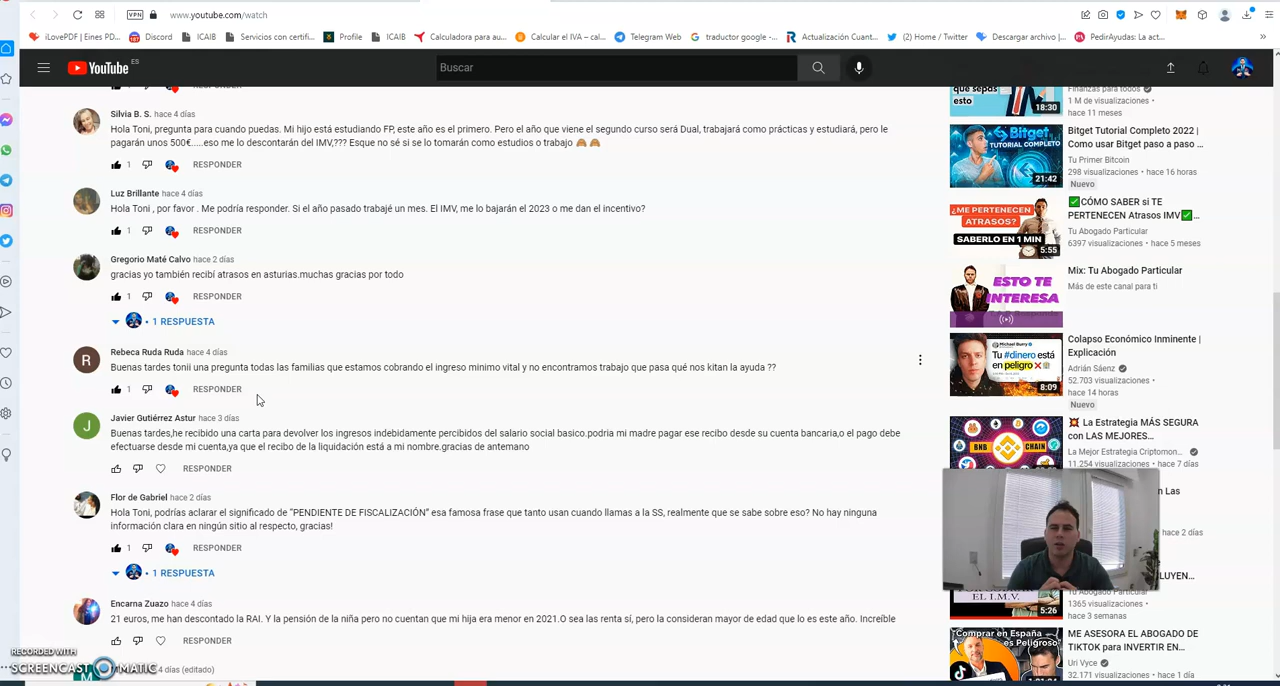 VPN
www.youtube.com/watch
iLovePDF | Eines PD...
Discord
ICAIB
Servicios con certifi...
Profile
ICAIB
Calculadora para au...
Calcular el IVA – cal...
Telegram Web
traductor google -...
Actualización Cuant...
(2) Home / Twitter
Descargar archivo |...
PedirAyudas: La act...
YouTube ES
Buscar
RESPONDER
Silvia B. S. hace 4 días
Hola Toni, pregunta para cuando puedas. Mi hijo está estudiando FP, este año es el primero. Pero el año que viene el segundo curso será Dual, trabajará como prácticas y estudiará, pero le
pagarán unos 500€.....eso me lo descontarán del IMV,??? Esque no sé si se lo tomarán como estudios o trabajo 🙈 🙈
1 RESPONDER
Luz Brillante hace 4 días
Hola Toni , por favor . Me podría responder. Si el año pasado trabajé un mes. El IMV, me lo bajarán el 2023 o me dan el incentivo?
1 RESPONDER
Gregorio Maté Calvo hace 2 días
gracias yo también recibí atrasos en asturias.muchas gracias por todo
1 RESPONDER
• 1 RESPUESTA
R
Rebeca Ruda Ruda hace 4 días
Buenas tardes tonii una pregunta todas las familias que estamos cobrando el ingreso minimo vital y no encontramos trabajo que pasa qué nos kitan la ayuda ??
1 RESPONDER
J
Javier Gutiérrez Astur hace 3 días
Buenas tardes,he recibido una carta para devolver los ingresos indebidamente percibidos del salario social basico.podria mi madre pagar ese recibo desde su cuenta bancaria,o el pago debe
efectuarse desde mi cuenta,ya que el recibo de la liquidación está a mi nombre.gracias de antemano
RESPONDER
Flor de Gabriel hace 2 días
Hola Toni, podrías aclarar el significado de “PENDIENTE DE FISCALIZACIÓN” esa famosa frase que tanto usan cuando llamas a la SS, realmente que se sabe sobre eso? No hay ninguna
información clara en ningún sitio al respecto, gracias!
1 RESPONDER
• 1 RESPUESTA
Encarna Zuazo hace 4 días
21 euros, me han descontado la RAI. Y la pensión de la niña pero no cuentan que mi hija era menor en 2021.O sea las renta sí, pero la consideran mayor de edad que lo es este año. Increíble
RESPONDER
4 días (editado)
RECORDED WITH
SCREENCAST MATIC
que sepas
esto
18:30
Finanzas para todos
1 M de visualizaciones •
hace 11 meses
Bitget
TUTORIAL
COMPLETO
21:42
Bitget Tutorial Completo 2022 |
Como usar Bitget paso a paso ...
Tu Primer Bitcoin
298 visualizaciones • hace 16 horas
Nuevo
¿ME PERTENECEN
ATRASOS?
SABERLO EN 1 MIN
5:55
✅CÓMO SABER si TE
PERTENECEN Atrasos IMV✅...
Tu Abogado Particular
6397 visualizaciones • hace 5 meses
ESTO TE
INTERESA
Mix: Tu Abogado Particular
Más de este canal para ti
Michael Burry
Tu #dinero está
en peligro
8:09
Colapso Económico Inminente |
Explicación
Adrián Sáenz
52.703 visualizaciones •
hace 14 horas
Nuevo
BNB
CHAIN
💥 La Estrategia MÁS SEGURA
con LAS MEJORES...
La Mejor Estrategia Criptomon...
11.254 visualizaciones • hace 7 días
n Las
hace 2 días
LUYEN...
EL I.M.V.
5:26
Tu Abogado Particular
1365 visualizaciones •
hace 3 semanas
Comprar en España
es Peligroso
1:01:04
ME ASESORA EL ABOGADO DE
TIKTOK para INVERTIR EN...
Uri Vyce
32.171 visualizaciones •
hace 1 día